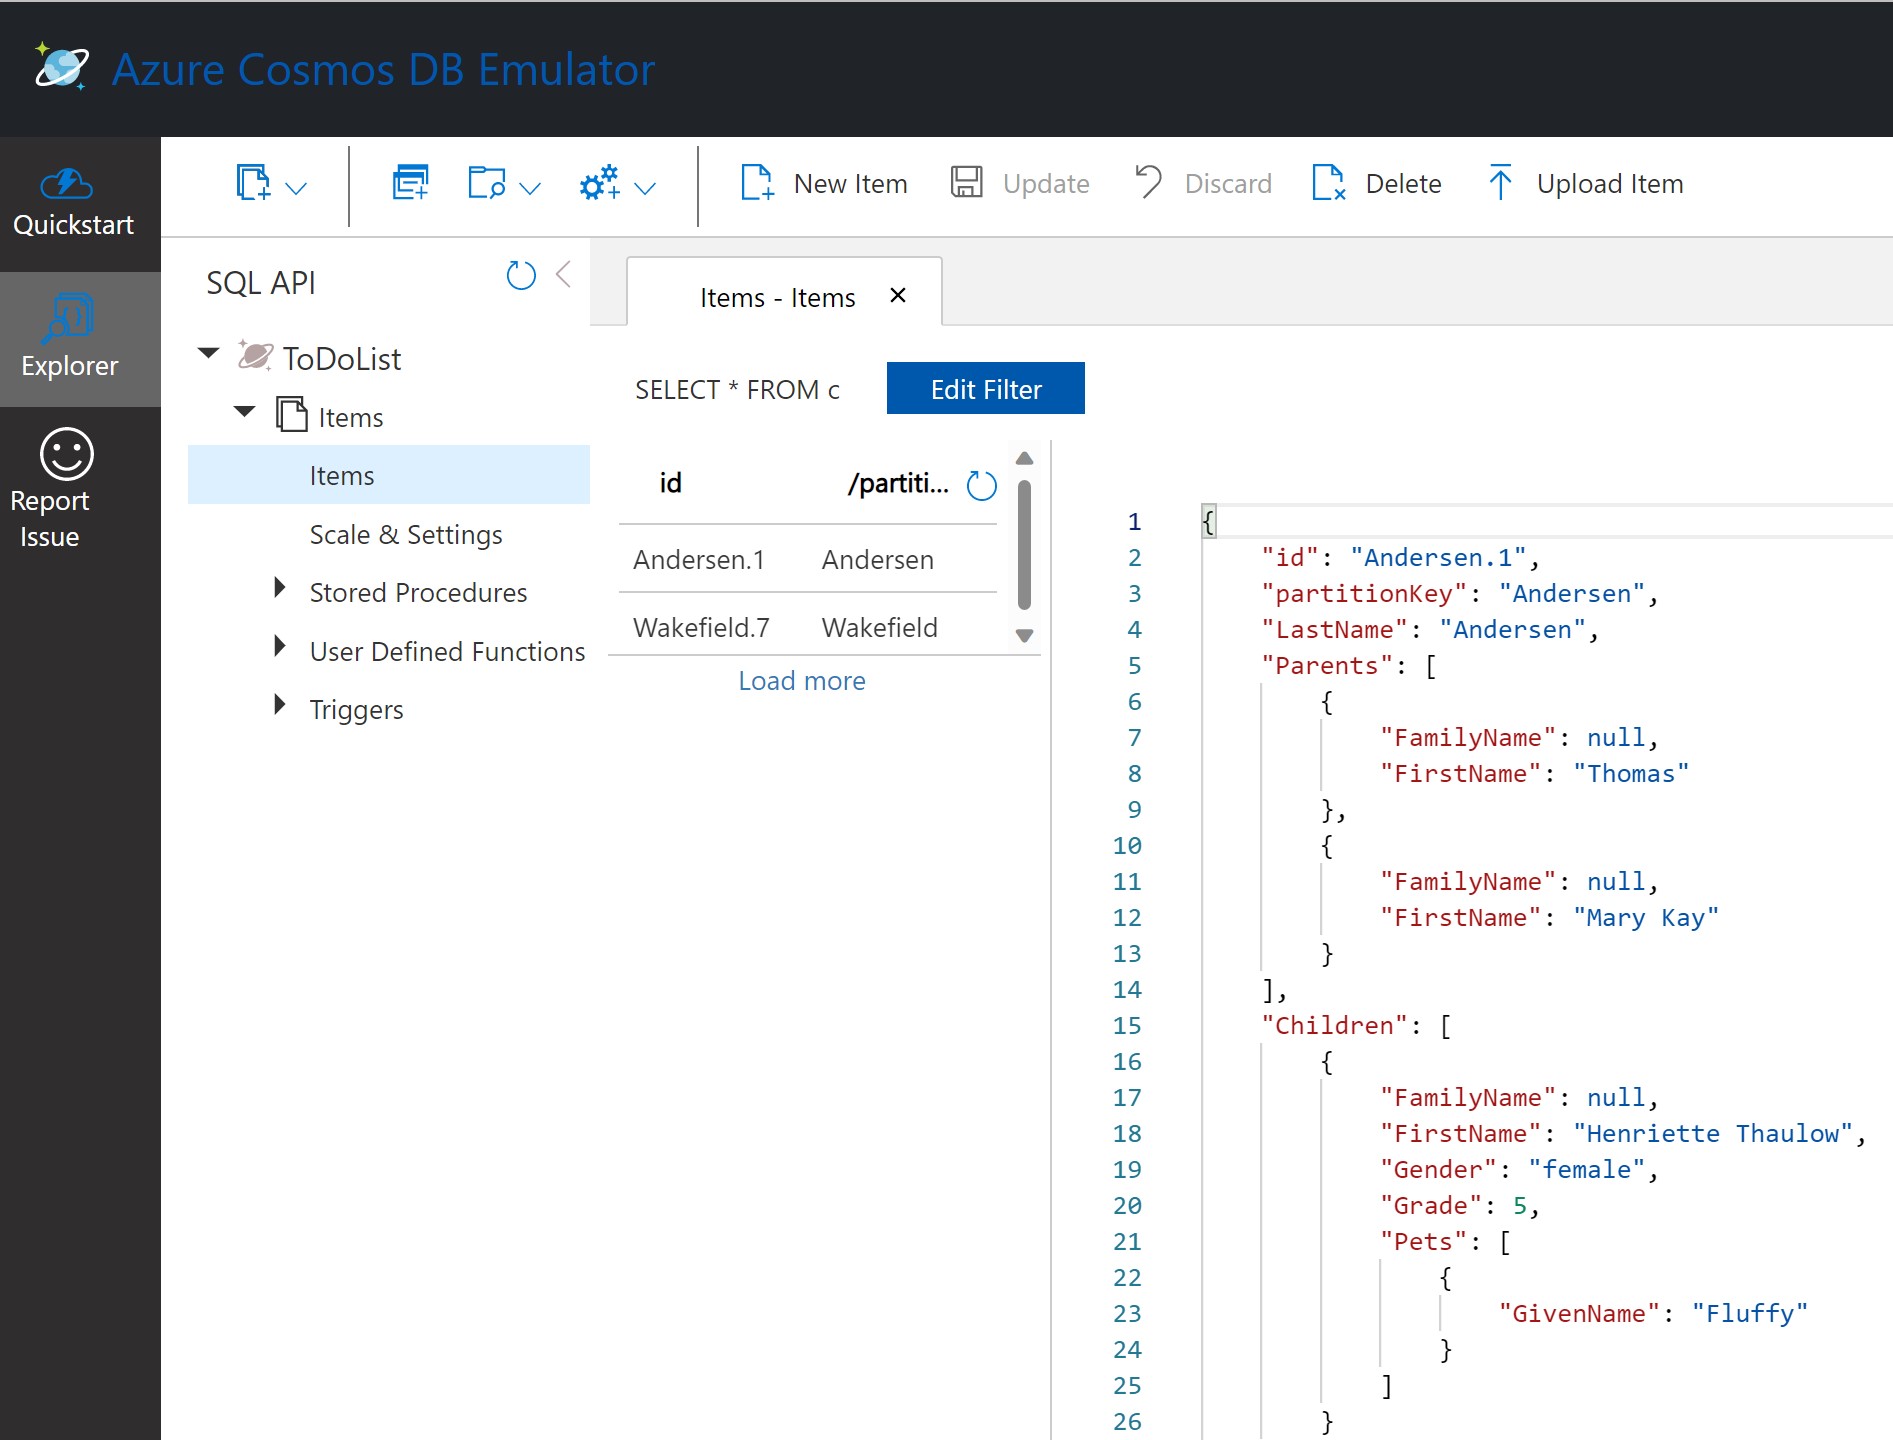 Azure Cosmos DB Emulator
Quickstart
Explorer
Report
Issue
New Item
Update
Discard
Delete
Upload Item
SQL API
ToDoList
Items
Items
Scale & Settings
Stored Procedures
User Defined Functions
Triggers
Items - Items
SELECT * FROM c
Edit Filter
id /partiti...
Andersen.1 Andersen
Wakefield.7 Wakefield
Load more
1 {
2 "id": "Andersen.1",
3 "partitionKey": "Andersen",
4 "LastName": "Andersen",
5 "Parents": [
6 {
7 "FamilyName": null,
8 "FirstName": "Thomas"
9 },
10 {
11 "FamilyName": null,
12 "FirstName": "Mary Kay"
13 }
14 ],
15 "Children": [
16 {
17 "FamilyName": null,
18 "FirstName": "Henriette Thaulow",
19 "Gender": "female",
20 "Grade": 5,
21 "Pets": [
22 {
23 "GivenName": "Fluffy"
24 }
25 ]
26 }